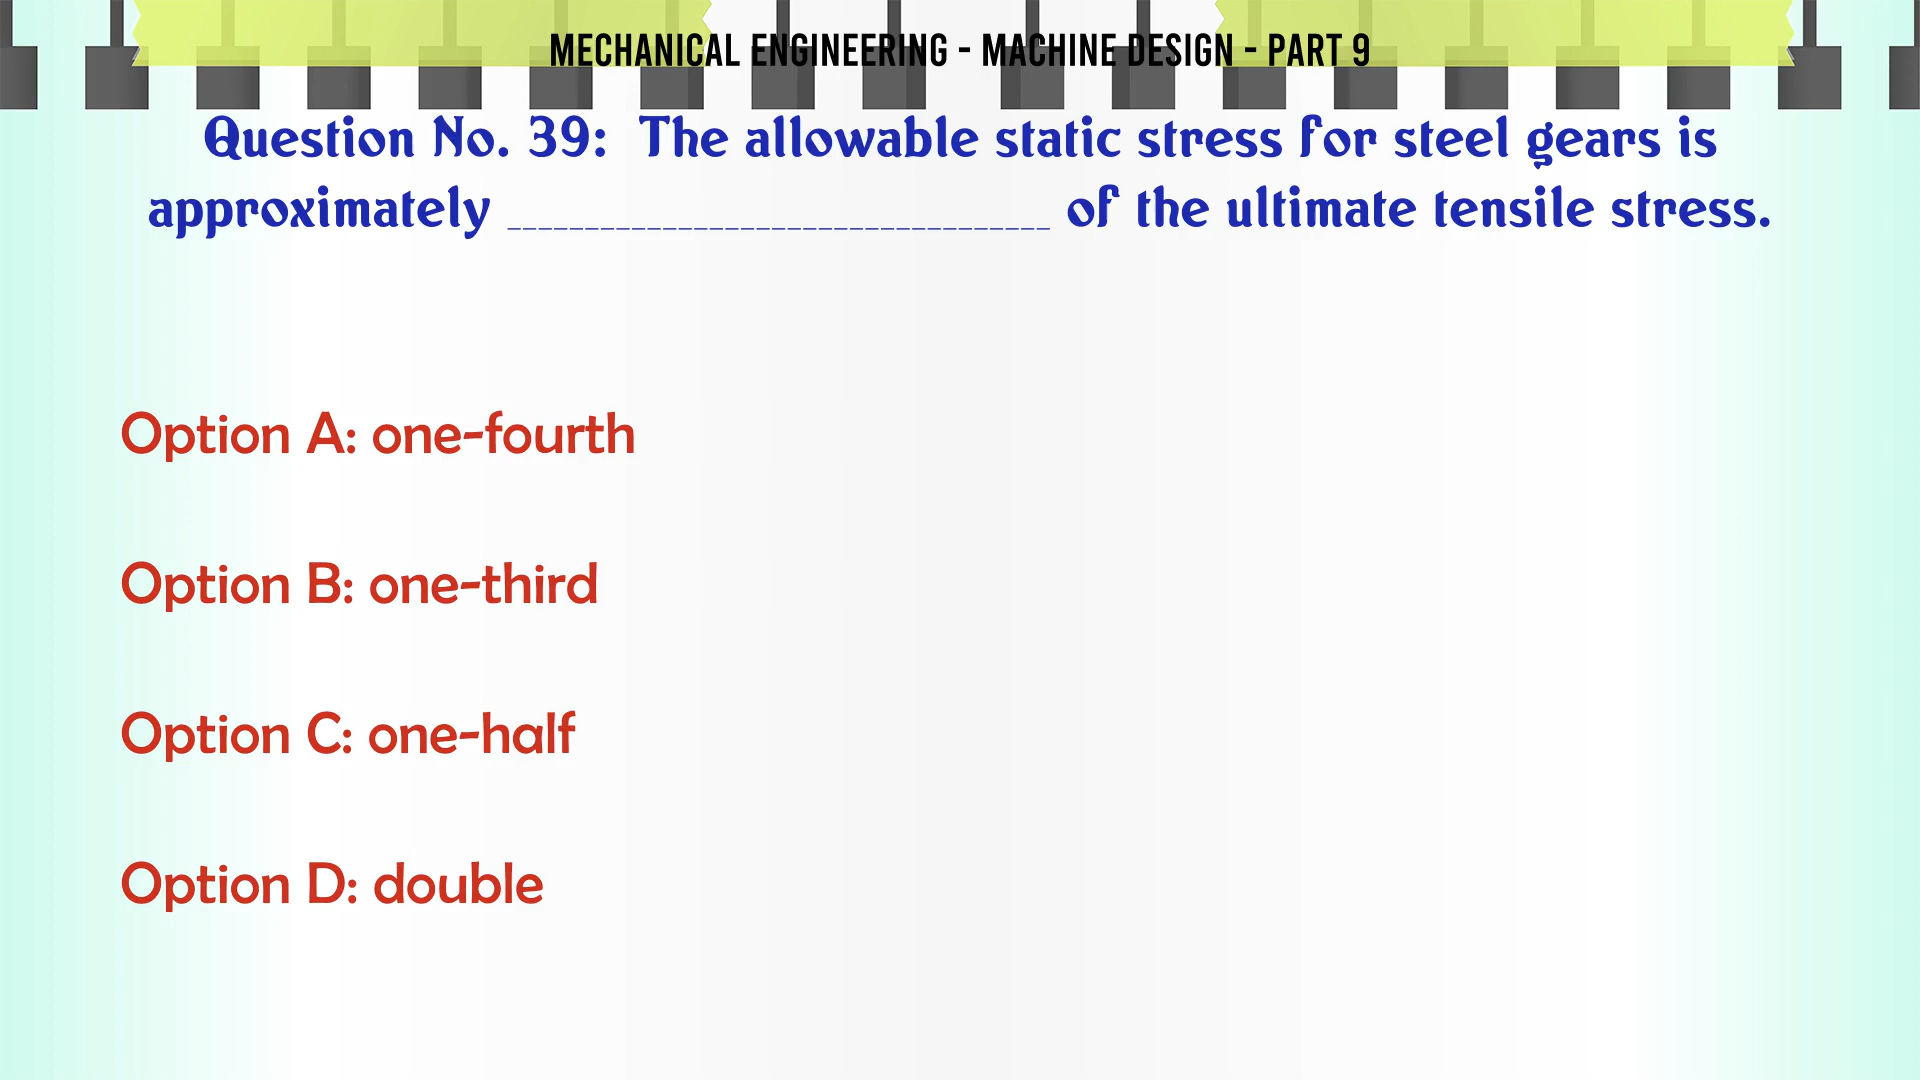 MECHANICAL ENGINEERING - MACHINE DESIGN - PART 9
Question No. 39: The allowable static stress for steel gears is
approximately __________________________________ of the ultimate tensile stress.
Option A: one-fourth
Option B: one-third
Option C: one-half
Option D: double